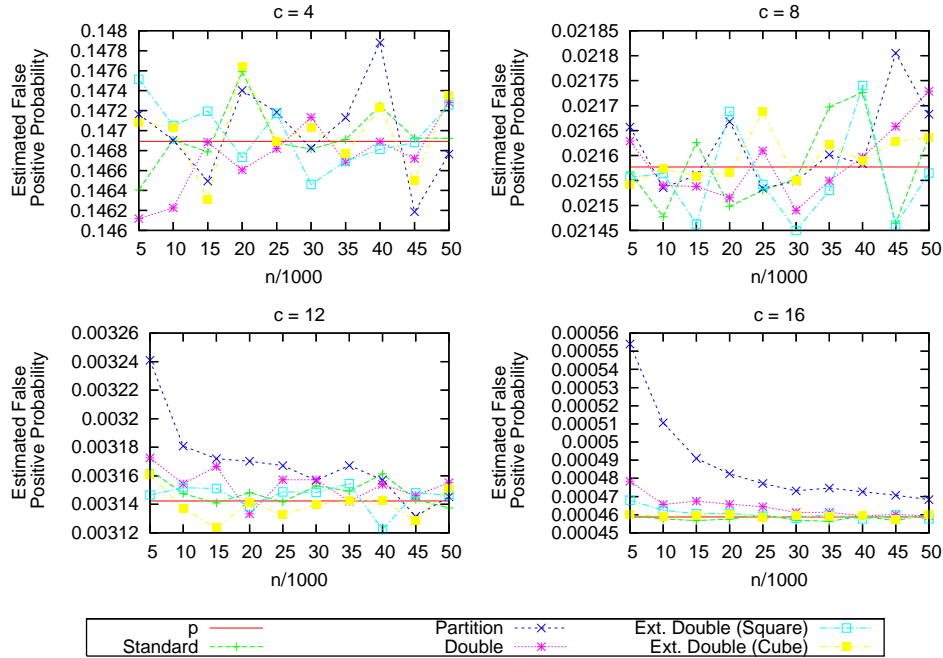 c = 4
Estimated False
Positive Probability
0.148
0.1478
0.1476
0.1474
0.1472
0.147
0.1468
0.1466
0.1464
0.1462
0.146
5 10 15 20 25 30 35 40 45 50
n/1000
c = 8
Estimated False
Positive Probability
0.02185
0.0218
0.02175
0.0217
0.02165
0.0216
0.02155
0.0215
0.02145
5 10 15 20 25 30 35 40 45 50
n/1000
c = 12
Estimated False
Positive Probability
0.00326
0.00324
0.00322
0.0032
0.00318
0.00316
0.00314
0.00312
5 10 15 20 25 30 35 40 45 50
n/1000
c = 16
Estimated False
Positive Probability
0.00056
0.00055
0.00054
0.00053
0.00052
0.00051
0.0005
0.00049
0.00048
0.00047
0.00046
0.00045
5 10 15 20 25 30 35 40 45 50
n/1000
p
Standard
Partition
Double
Ext. Double (Square)
Ext. Double (Cube)